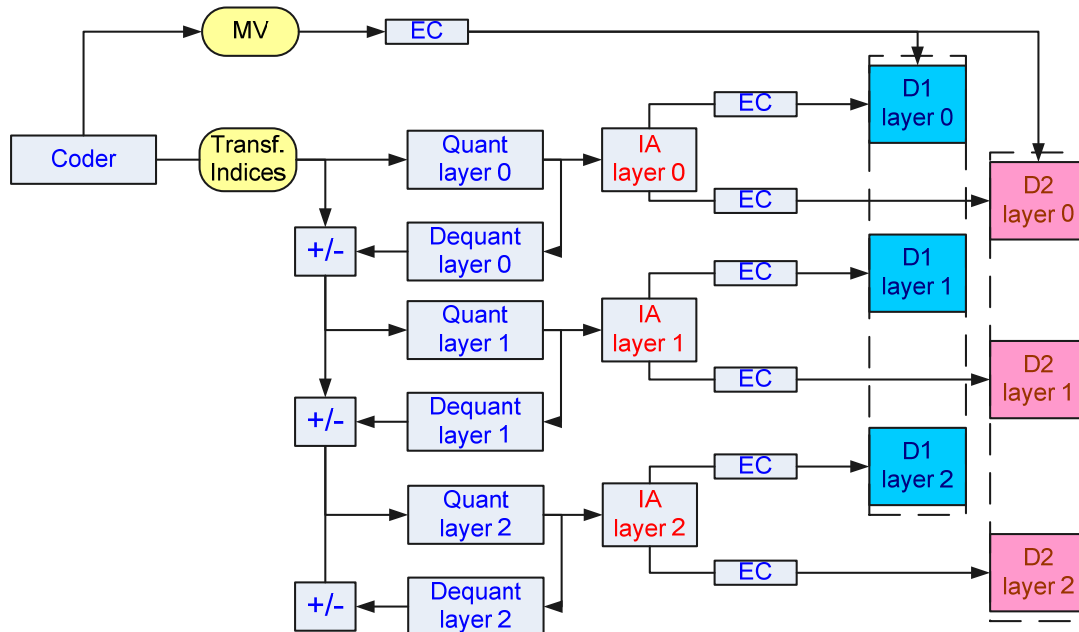 MV
EC
D1
layer 0
EC
Coder
Transf.
Indices
Quant
layer 0
IA
layer 0
EC
D2
layer 0
+/-
Dequant
layer 0
EC
D1
layer 1
Quant
layer 1
IA
layer 1
EC
D2
layer 1
+/-
Dequant
layer 1
EC
D1
layer 2
Quant
layer 2
IA
layer 2
EC
D2
layer 2
+/-
Dequant
layer 2